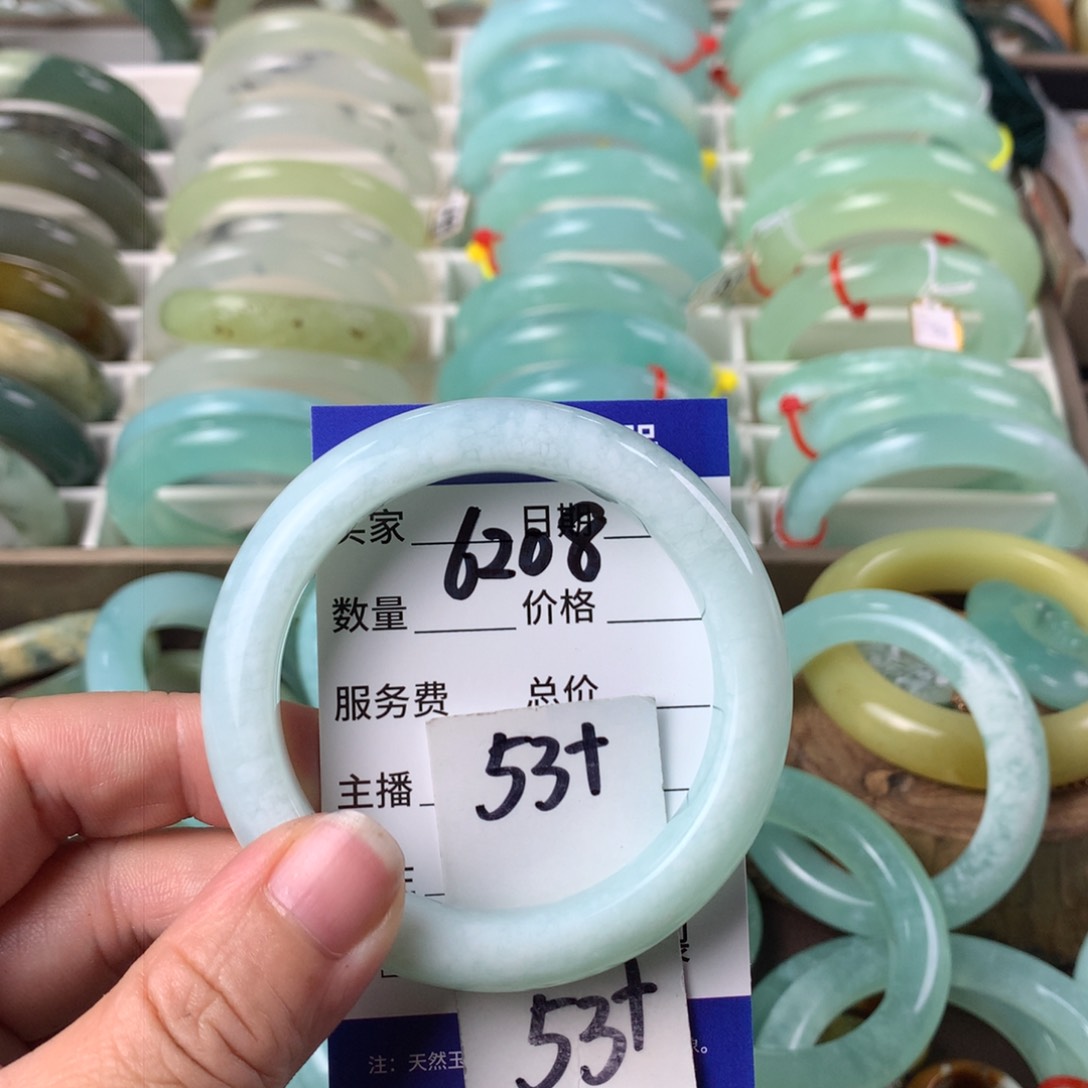 6208
买家 日期
数量 价格
服务费 总价
主播
53+
53+
注：天然玉